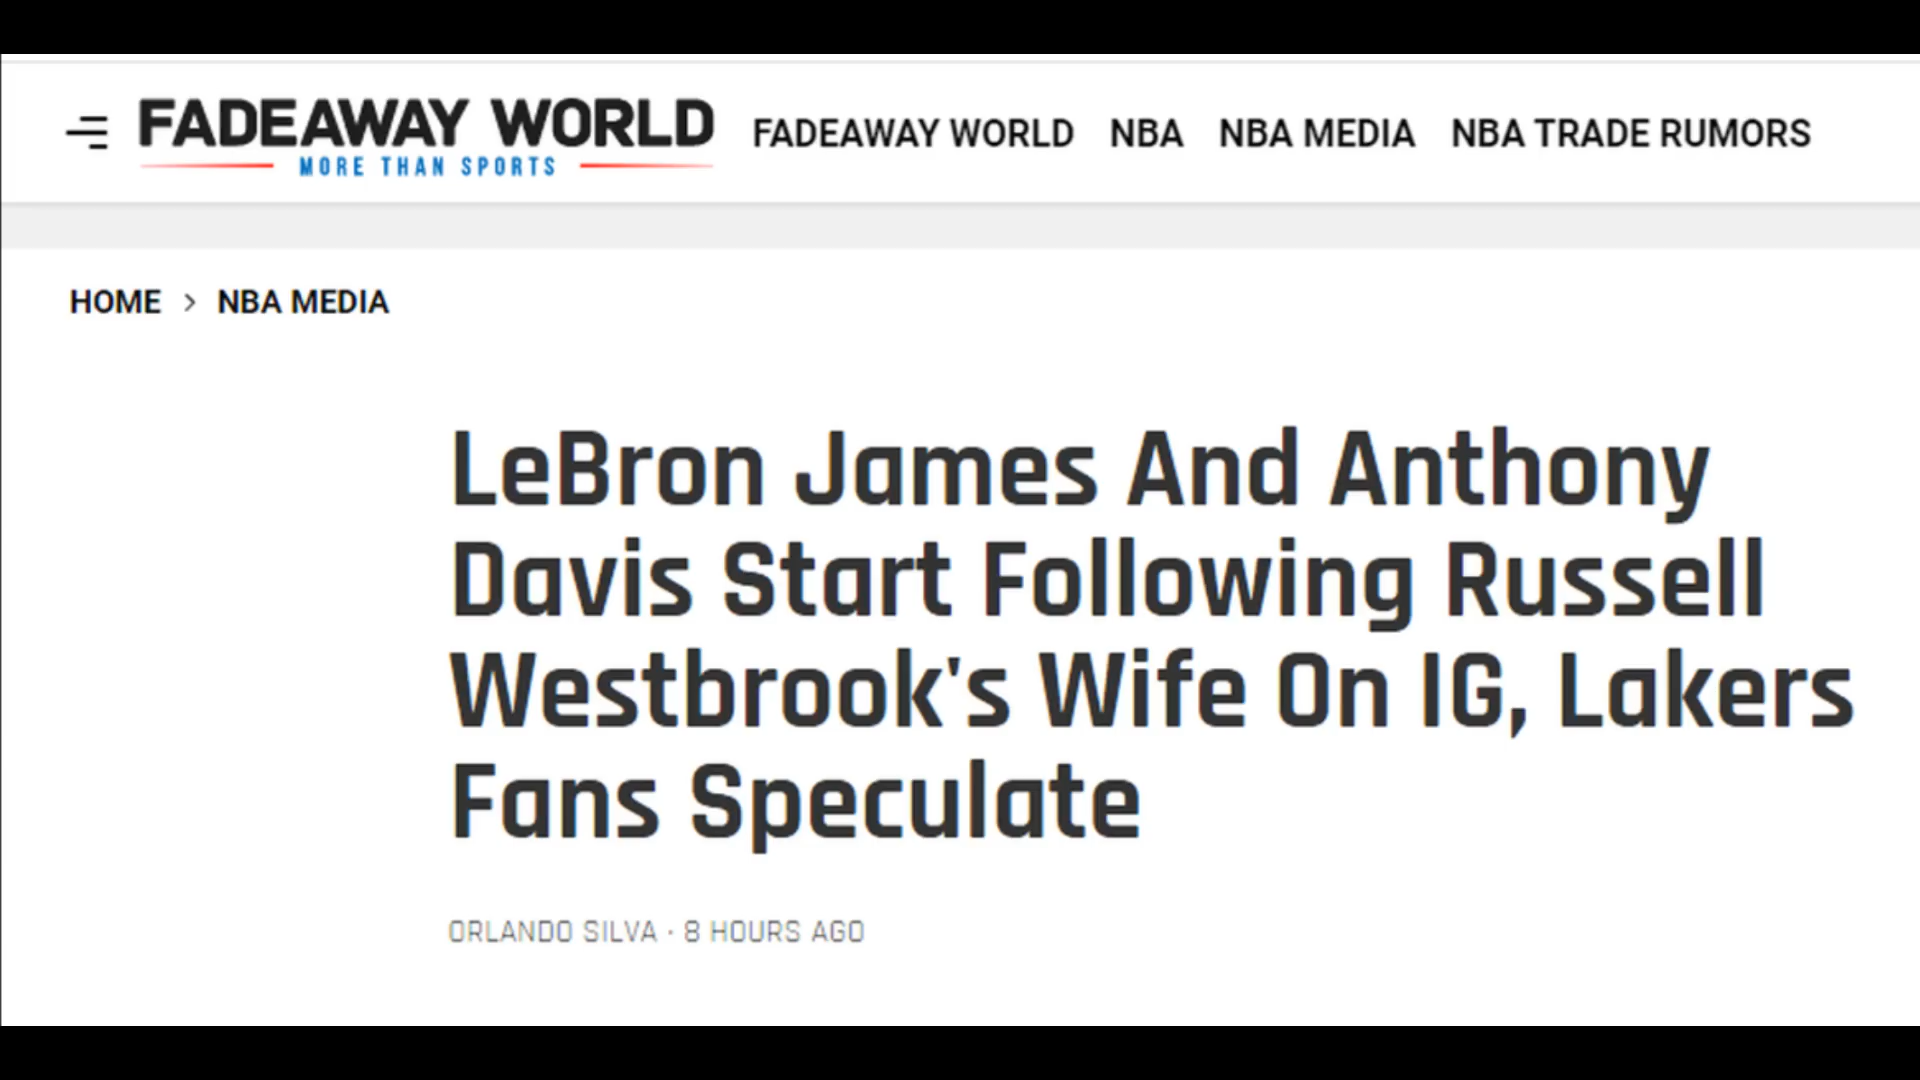 FADEAWAY WORLD
MORE THAN SPORTS
FADEAWAY WORLD NBA NBA MEDIA NBA TRADE RUMORS
HOME > NBA MEDIA
LeBron James And Anthony
Davis Start Following Russell
Westbrook's Wife On IG, Lakers
Fans Speculate
ORLANDO SILVA · 8 HOURS AGO